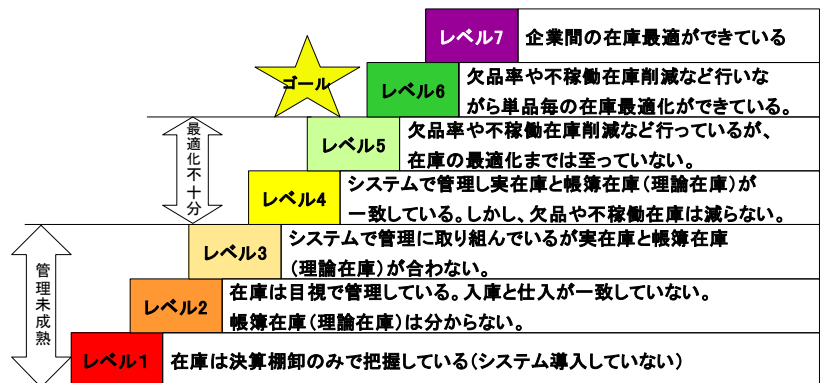 レベル7
企業間の在庫最適ができている
ゴール
レベル6
欠品率や不稼働在庫削減など行いな
がら単品毎の在庫最適化ができている。
最適化不十分
レベル5
欠品率や不稼働在庫削減など行っているが、
在庫の最適化までは至っていない。
レベル4
システムで管理し実在庫と帳簿在庫(理論在庫)が
一致している。しかし、欠品や不稼働在庫は減らない。
管理未成熟
レベル3
システムで管理に取り組んでいるが実在庫と帳簿在庫
(理論在庫)が合わない。
レベル2
在庫は目視で管理している。入庫と仕入が一致していない。
帳簿在庫(理論在庫)は分からない。
レベル1
在庫は決算棚卸のみで把握している(システム導入していない)